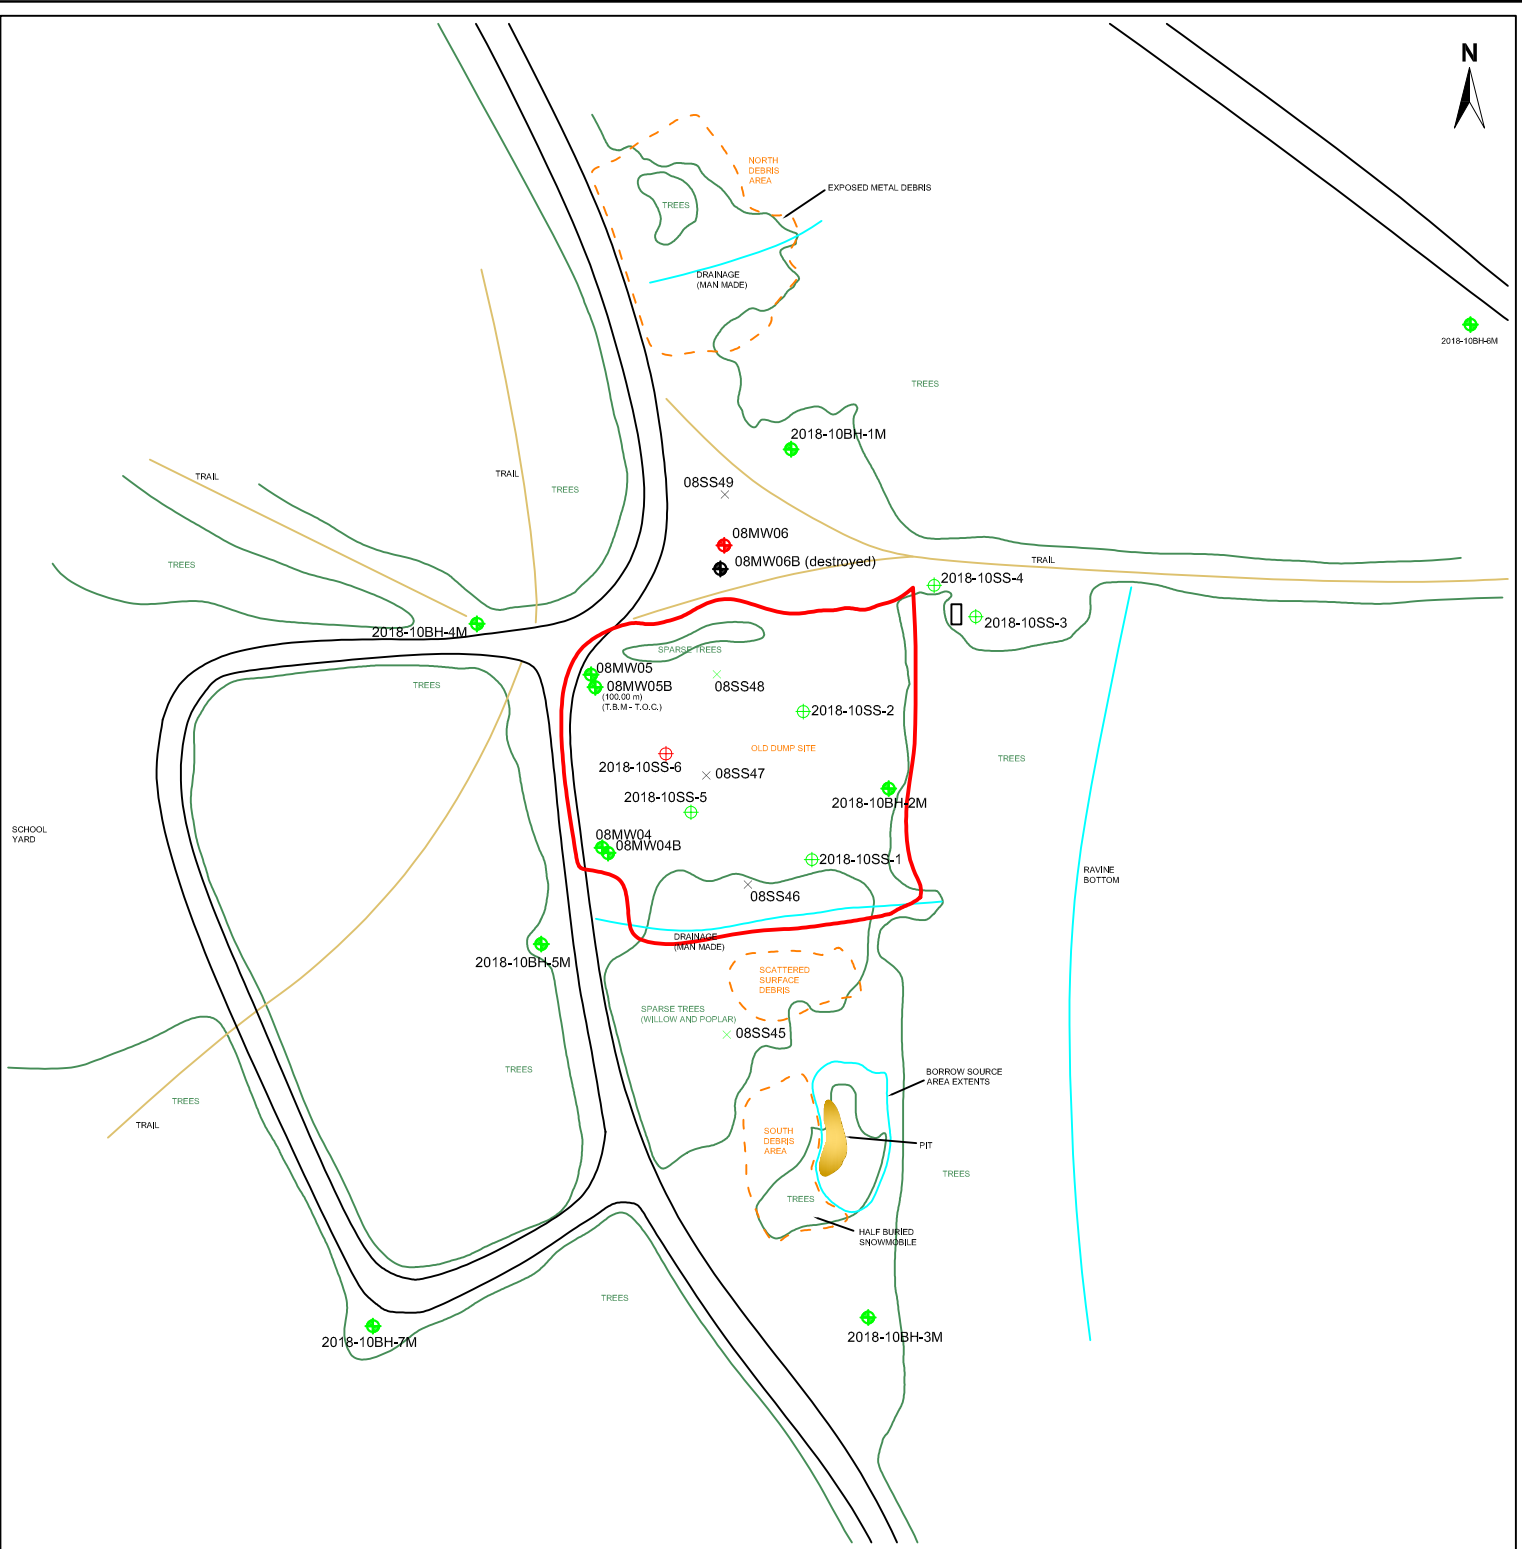 N
NORTH
DEBRIS
AREA
EXPOSED METAL DEBRIS
TREES
DRAINAGE
(MAN MADE)
2018-10BH-6M
TREES
2018-10BH-1M
TRAIL
TRAIL
08SS49
TREES
08MW06
08MW06B (destroyed)
TRAIL
TREES
2018-10SS-4
2018-10SS-3
2018-10BH-4M
SPARSE TREES
08MW05
08MW05B
(100.00 m)
(T.B.M - T.O.C.)
08SS48
TREES
2018-10SS-2
OLD DUMP SITE
TREES
2018-10SS-6
08SS47
2018-10SS-5
2018-10BH-2M
SCHOOL
YARD
08MW04
08MW04B
2018-10SS-1
RAVINE
BOTTOM
08SS46
DRAINAGE
(MAN MADE)
2018-10BH-5M
SCATTERED
SURFACE
DEBRIS
SPARSE TREES
(WILLOW AND POPLAR)
08SS45
TREES
BORROW SOURCE
AREA EXTENTS
TREES
TRAIL
SOUTH
DEBRIS
AREA
PIT
TREES
TREES
HALF BURIED
SNOWMOBILE
TREES
2018-10BH-7M
2018-10BH-3M